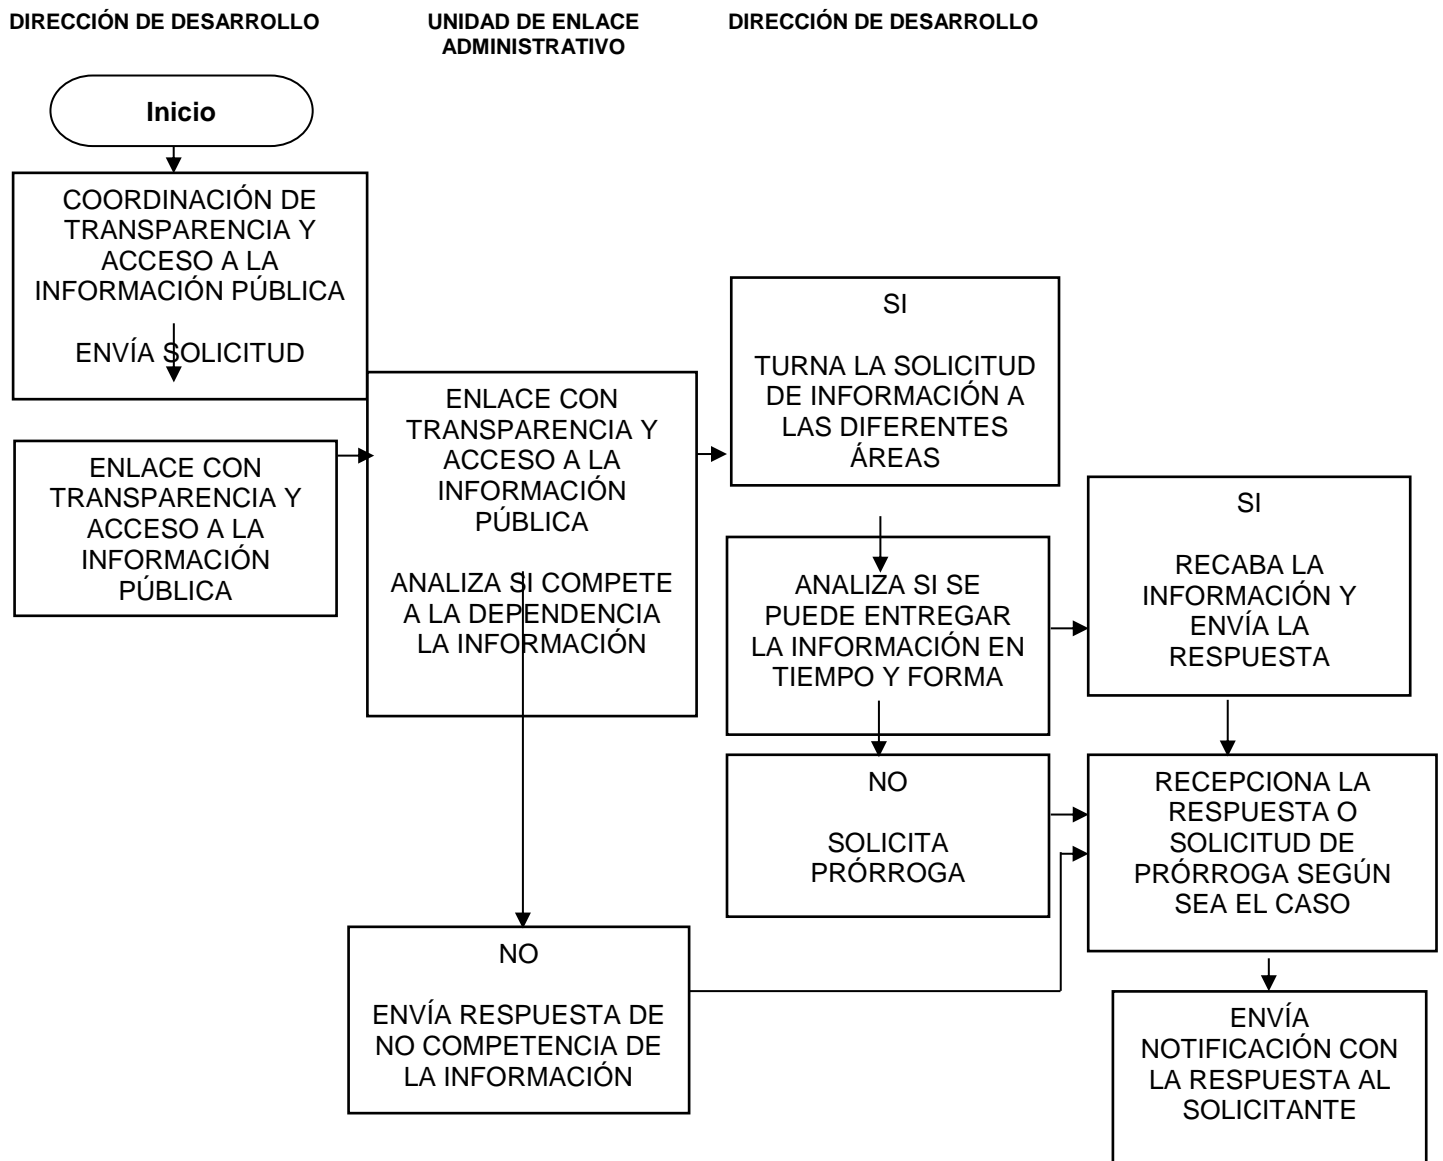 DIRECCIÓN DE DESARROLLO
UNIDAD DE ENLACE
ADMINISTRATIVO
DIRECCIÓN DE DESARROLLO
Inicio
COORDINACIÓN DE
TRANSPARENCIA Y
ACCESO A LA
INFORMACIÓN PÚBLICA
ENVÍA SOLICITUD
ENLACE CON
TRANSPARENCIA Y
ACCESO A LA
INFORMACIÓN
PÚBLICA
ENLACE CON
TRANSPARENCIA Y
ACCESO A LA
INFORMACIÓN
PÚBLICA
ANALIZA SI COMPETE
A LA DEPENDENCIA
LA INFORMACIÓN
SI
TURNA LA SOLICITUD
DE INFORMACIÓN A
LAS DIFERENTES
ÁREAS
ANALIZA SI SE
PUEDE ENTREGAR
LA INFORMACIÓN EN
TIEMPO Y FORMA
SI
RECABA LA
INFORMACIÓN Y
ENVÍA LA
RESPUESTA
NO
SOLICITA
PRÓRROGA
RECEPCIONA LA
RESPUESTA O
SOLICITUD DE
PRÓRROGA SEGÚN
SEA EL CASO
NO
ENVÍA RESPUESTA DE
NO COMPETENCIA DE
LA INFORMACIÓN
ENVÍA
NOTIFICACIÓN CON
LA RESPUESTA AL
SOLICITANTE